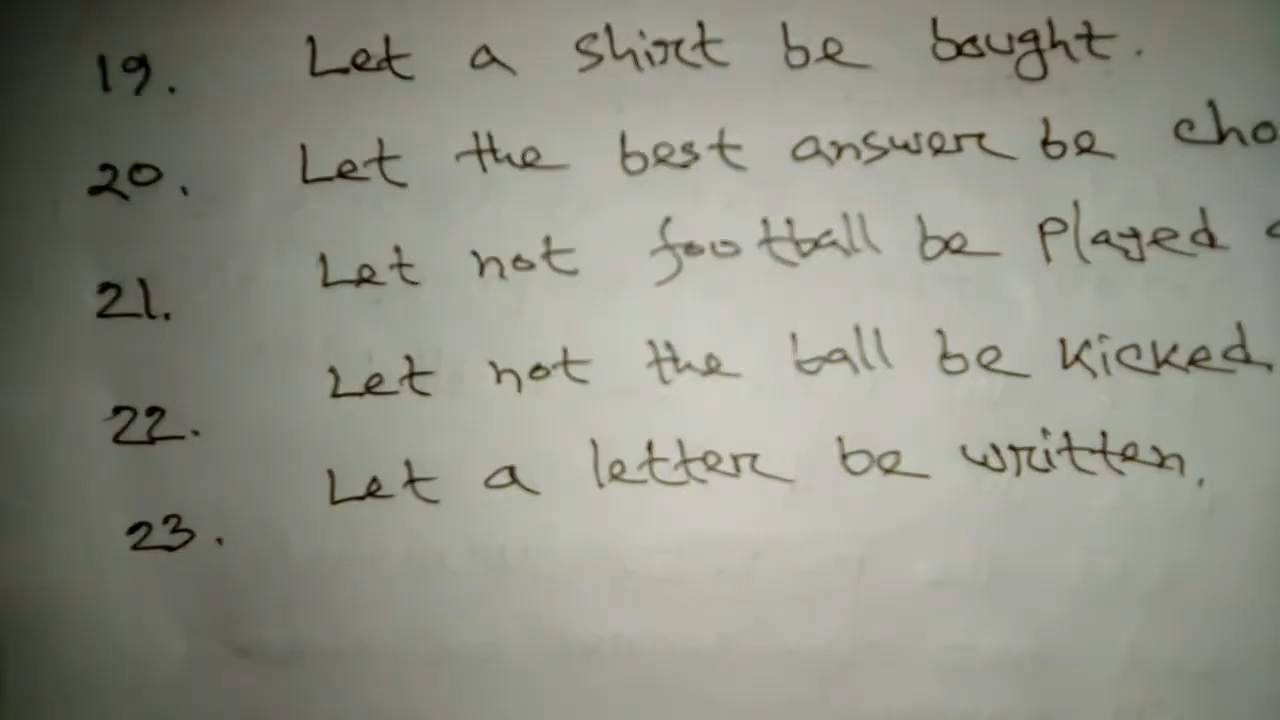 19. Let a shirt be bought.
20. Let the best answer be
21. Let not football be played
22. Let not the ball be kicked
23. Let a letter be written.